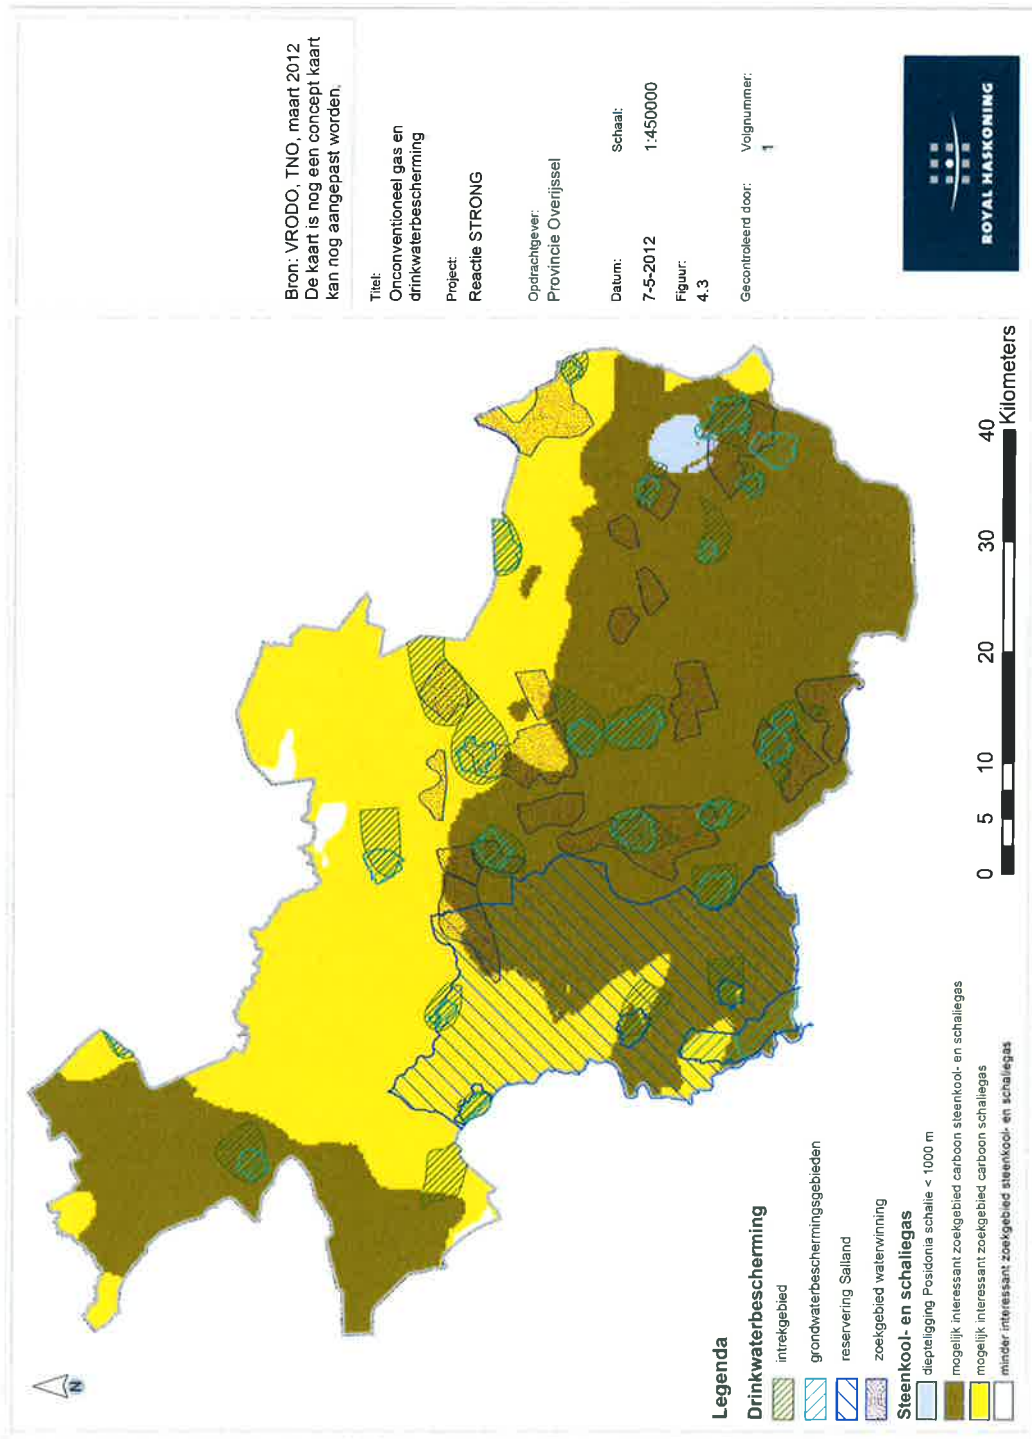 Bron: VRODO, TNO, maart 2012
De kaart is nog een concept kaart
kan nog aangepast worden.
Titel:
Onconventioneel gas en
drinkwaterbescherming
Project:
Reactie STRONG
Opdrachtgever:
Provincie Overijssel
Datum:
Schaal:
7-5-2012
1:450000
Figuur:
4.3
Gecontroleerd door:
Volgnummer:
1
ROYAL HASKONING
N
Legenda
Drinkwaterbescherming
intrekgebied
grondwaterbeschermingsgebieden
reservering Salland
zoekgebied waterwinning
Steenkool- en schaliegas
diepteligging Posidonia schalie < 1000 m
mogelijk interessant zoekgebied carboon steenkool- en schaliegas
mogelijk interessant zoekgebied carboon schaliegas
minder interessant zoekgebied steenkool- en schaliegas
0 5 10 20 30 40
Kilometers